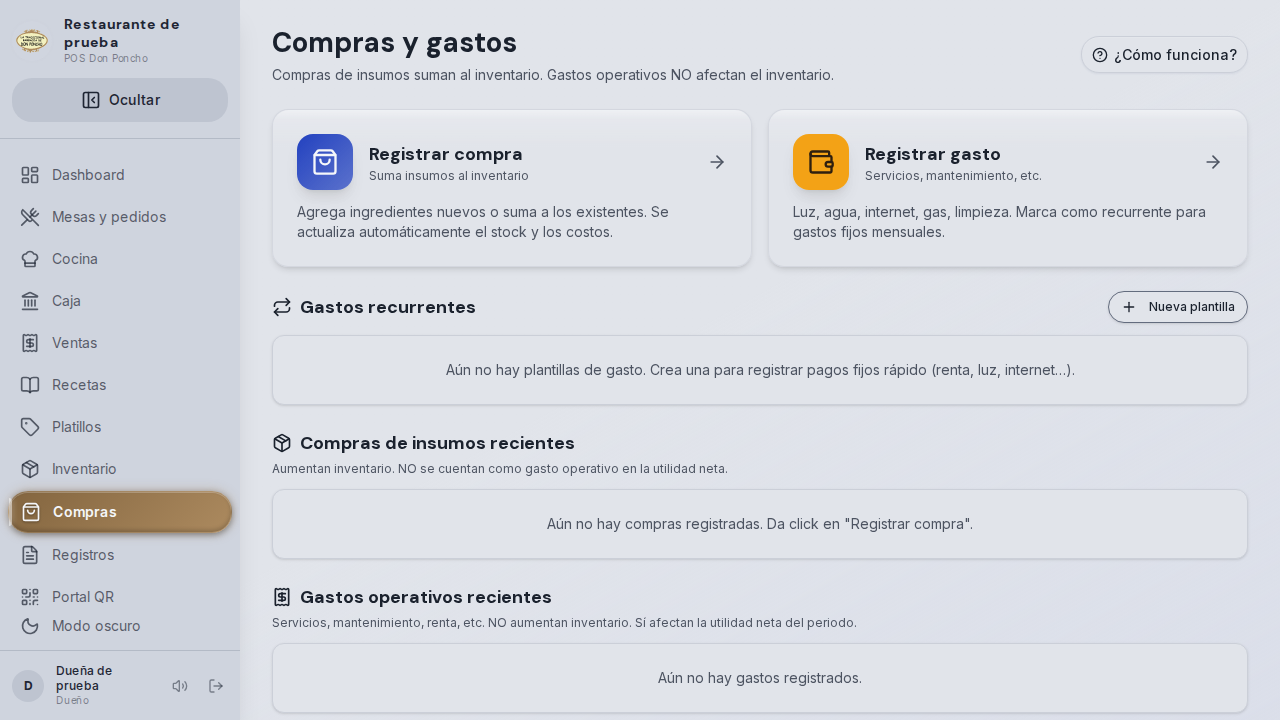 Restaurante de
prueba
POS Don Poncho
Ocultar
Dashboard
Mesas y pedidos
Cocina
Caja
Ventas
Recetas
Platillos
Inventario
Compras
Registros
Portal QR
Modo oscuro
D
Dueña de
prueba
Dueño
Compras y gastos
Compras de insumos suman al inventario. Gastos operativos NO afectan el inventario.
¿Cómo funciona?
Registrar compra
Suma insumos al inventario
Agrega ingredientes nuevos o suma a los existentes. Se
actualiza automáticamente el stock y los costos.
Registrar gasto
Servicios, mantenimiento, etc.
Luz, agua, internet, gas, limpieza. Marca como recurrente para
gastos fijos mensuales.
Gastos recurrentes
Nueva plantilla
Aún no hay plantillas de gasto. Crea una para registrar pagos fijos rápido (renta, luz, internet…).
Compras de insumos recientes
Aumentan inventario. NO se cuentan como gasto operativo en la utilidad neta.
Aún no hay compras registradas. Da click en "Registrar compra".
Gastos operativos recientes
Servicios, mantenimiento, renta, etc. NO aumentan inventario. Sí afectan la utilidad neta del periodo.
Aún no hay gastos registrados.